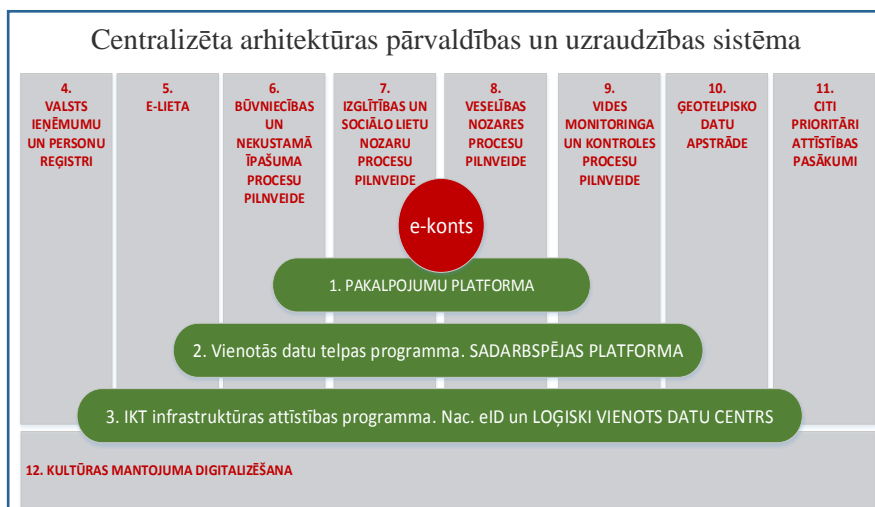 Centralizēta arhitektūras pārvaldības un uzraudzības sistēma
4.
VALSTS
IEŅĒMUMU
UN PERSONU
REĢISTRI
5.
E-LIETA
6.
BŪVNIECĪBAS
UN
NEKUSTAMĀ
ĪPAŠUMA
PROCESU
PILNVEIDE
7.
IZGLĪTĪBAS UN
SOCIĀLO LIETU
NOZARU
PROCESU
PILNVEIDE
8.
VESELĪBAS
NOZARES
PROCESU
PILNVEIDE
9.
VIDES
MONITORINGA
UN KONTROLES
PROCESU
PILNVEIDE
10.
ĢEOTELPISKO
DATU
APSTRĀDE
11.
CITI
PRIORITĀRI
ATTĪSTĪBAS
PASĀKUMI
e-konts
1. PAKALPOJUMU PLATFORMA
2. Vienotās datu telpas programma. SADARBSPĒJAS PLATFORMA
3. IKT infrastruktūras attīstības programma. Nac. eID un LOĢISKI VIENOTS DATU CENTRS
12. KULTŪRAS MANTOJUMA DIGITALIZĒŠANA